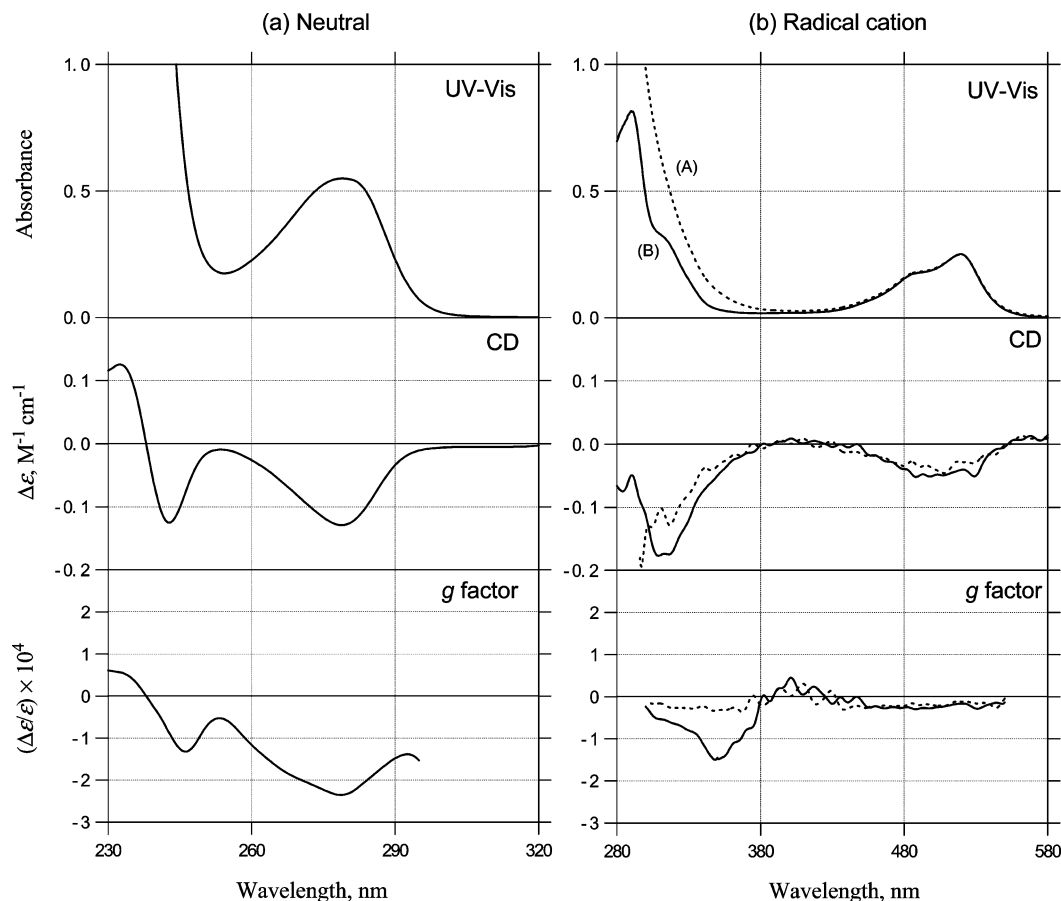 (a) Neutral
(b) Radical cation
UV-Vis
1.0
0.5
0.0
Absorbance
CD
0.1
0.0
-0.1
-0.2
Δε, M⁻¹ cm⁻¹
g factor
2
1
0
-1
-2
-3
(Δε/ε) × 10⁴
230
260
290
320
Wavelength, nm
UV-Vis
(A)
(B)
1.0
0.5
0.0
CD
0.1
0.0
-0.1
-0.2
g factor
2
1
0
-1
-2
-3
280
380
480
580
Wavelength, nm